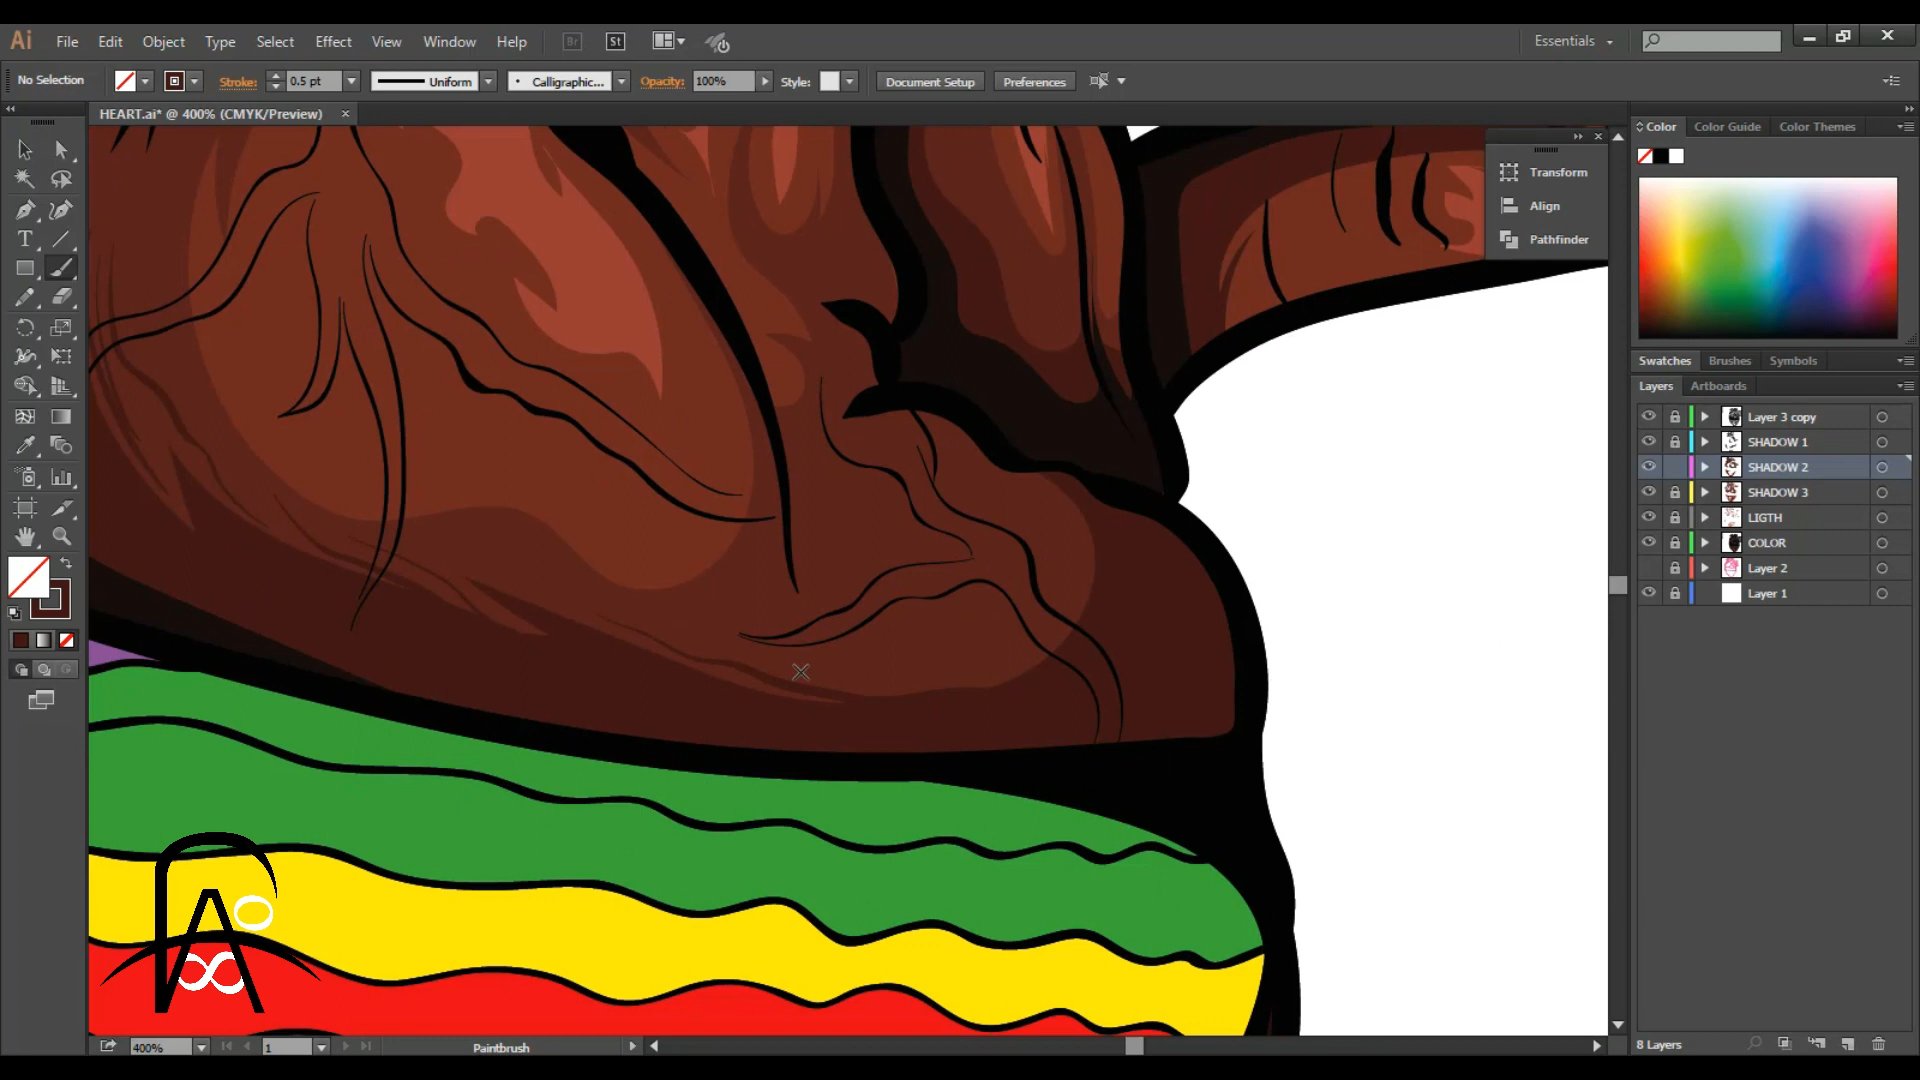 Ai File Edit Object Type Select Effect View Window Help Br St Essentials
No Selection Stroke: 0.5 pt Uniform Calligraphic... Opacity: 100% Style: Document Setup Preferences
HEART.ai* @ 400% (CMYK/Preview)
Transform
Align
Pathfinder
Color Color Guide Color Themes
Swatches Brushes Symbols
Layers Artboards
Layer 3 copy
SHADOW 1
SHADOW 2
SHADOW 3
LIGTH
COLOR
Layer 2
Layer 1
8 Layers
400% 1 Paintbrush